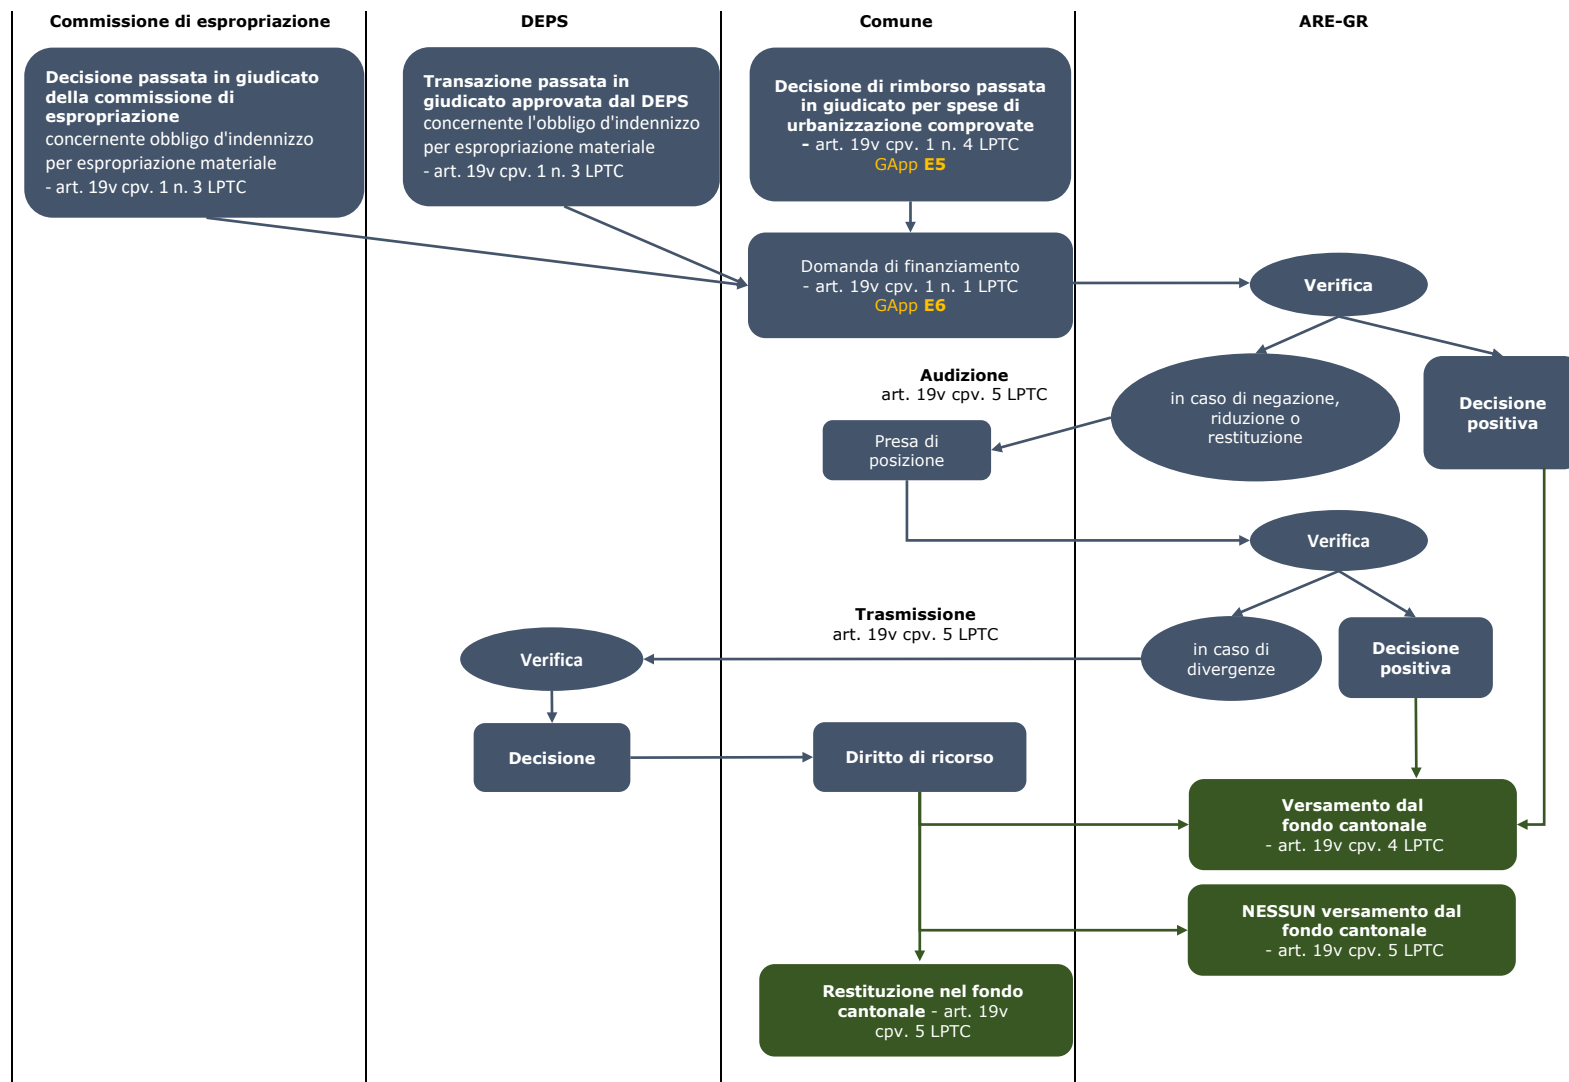 Commissione di espropriazione
DEPS
Comune
ARE-GR
Decisione passata in giudicato
della commissione di
espropriazione
concernente obbligo d'indennizzo
per espropriazione materiale
- art. 19v cpv. 1 n. 3 LPTC
Transazione passata in
giudicato approvata dal DEPS
concernente l'obbligo d'indennizzo
per espropriazione materiale
- art. 19v cpv. 1 n. 3 LPTC
Decisione di rimborso passata
in giudicato per spese di
urbanizzazione comprovate
- art. 19v cpv. 1 n. 4 LPTC
GApp E5
Domanda di finanziamento
- art. 19v cpv. 1 n. 1 LPTC
GApp E6
Verifica
Audizione
art. 19v cpv. 5 LPTC
in caso di negazione,
riduzione o
restituzione
Decisione
positiva
Presa di
posizione
Verifica
Trasmissione
art. 19v cpv. 5 LPTC
Verifica
in caso di
divergenze
Decisione
positiva
Decisione
Diritto di ricorso
Versamento dal
fondo cantonale
- art. 19v cpv. 4 LPTC
NESSUN versamento dal
fondo cantonale
- art. 19v cpv. 5 LPTC
Restituzione nel fondo
cantonale - art. 19v
cpv. 5 LPTC